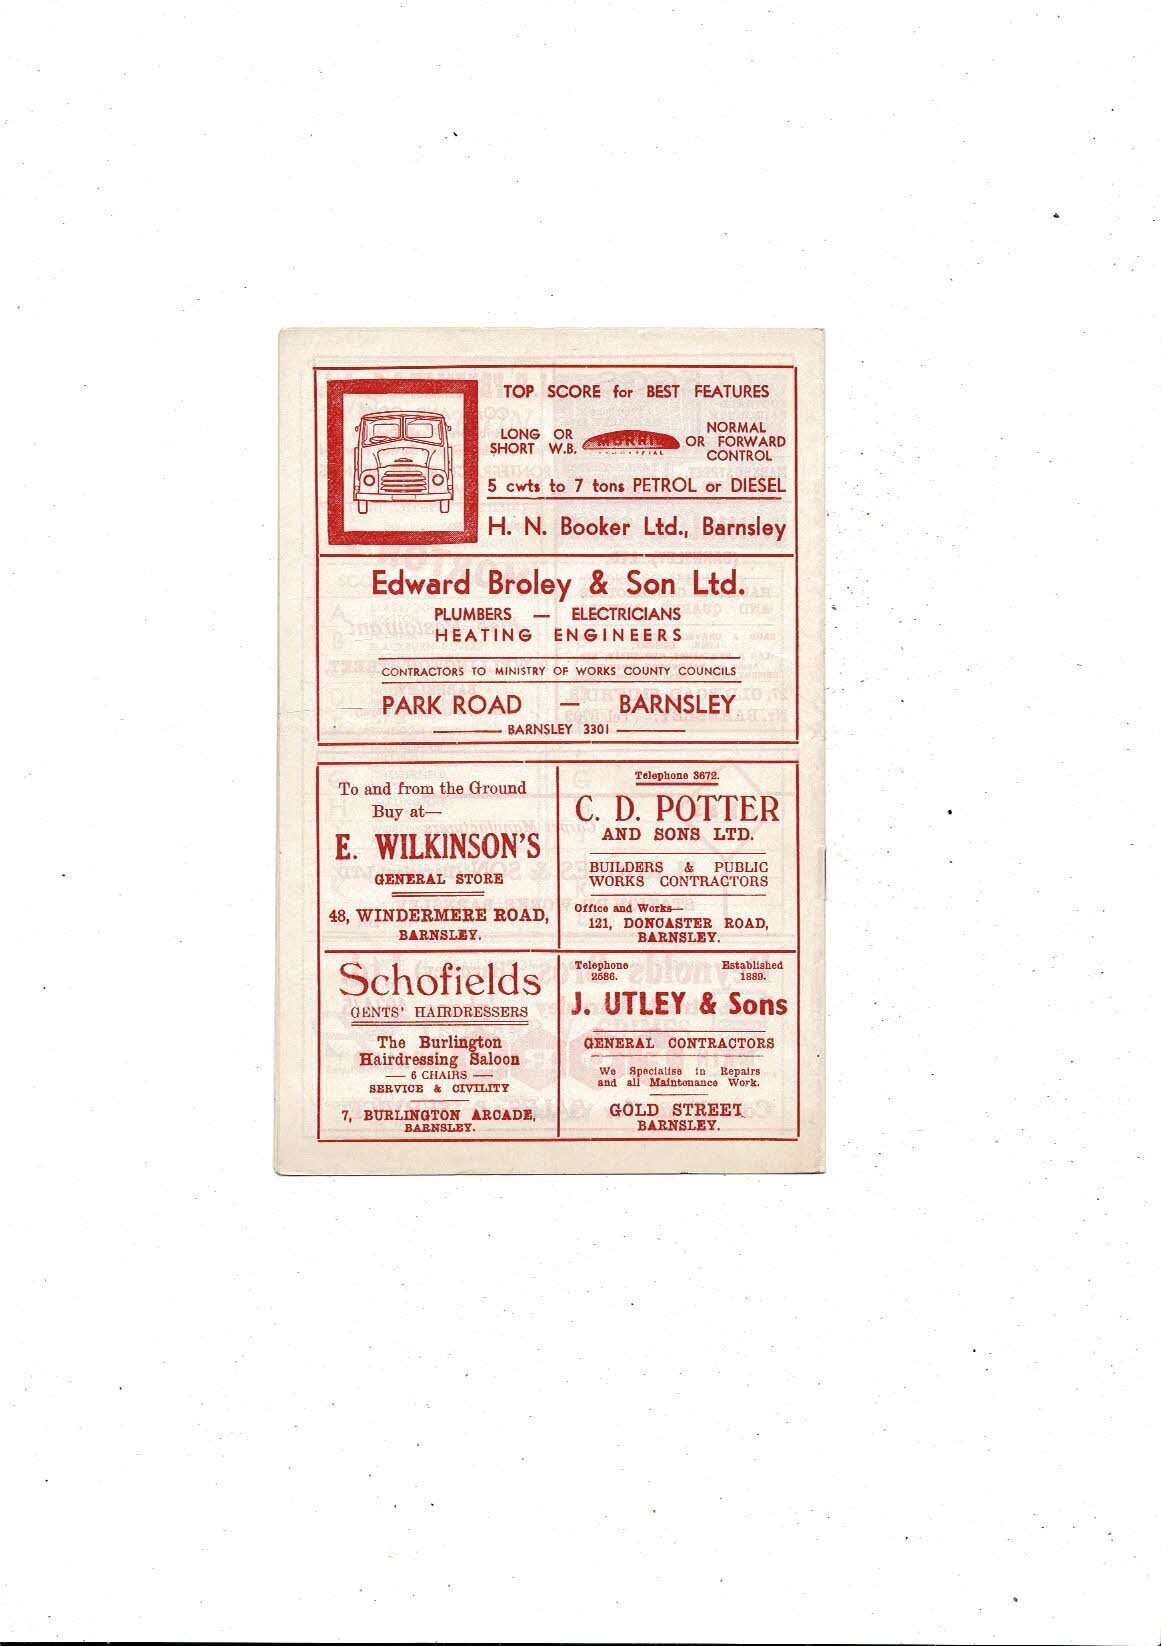 TOP SCORE for BEST FEATURES
LONG OR
SHORT W.B.
MORRIS
COMMERCIAL
NORMAL
OR FORWARD
CONTROL
5 cwts to 7 tons PETROL or DIESEL
H. N. Booker Ltd., Barnsley
Edward Broley & Son Ltd.
PLUMBERS — ELECTRICIANS
HEATING ENGINEERS
CONTRACTORS TO MINISTRY OF WORKS COUNTY COUNCILS
PARK ROAD — BARNSLEY
BARNSLEY 3301
To and from the Ground
Buy at—
E. WILKINSON'S
GENERAL STORE
48, WINDERMERE ROAD,
BARNSLEY.
Telephone 3672.
C. D. POTTER
AND SONS LTD.
BUILDERS & PUBLIC
WORKS CONTRACTORS
Office and Works—
121, DONCASTER ROAD,
BARNSLEY.
Schofields
GENTS' HAIRDRESSERS
The Burlington
Hairdressing Saloon
— 6 CHAIRS —
SERVICE & CIVILITY
7, BURLINGTON ARCADE,
BARNSLEY.
Telephone
2586.
Established
1889.
J. UTLEY & Sons
GENERAL CONTRACTORS
We Specialise in Repairs
and all Maintenance Work.
GOLD STREET
BARNSLEY.